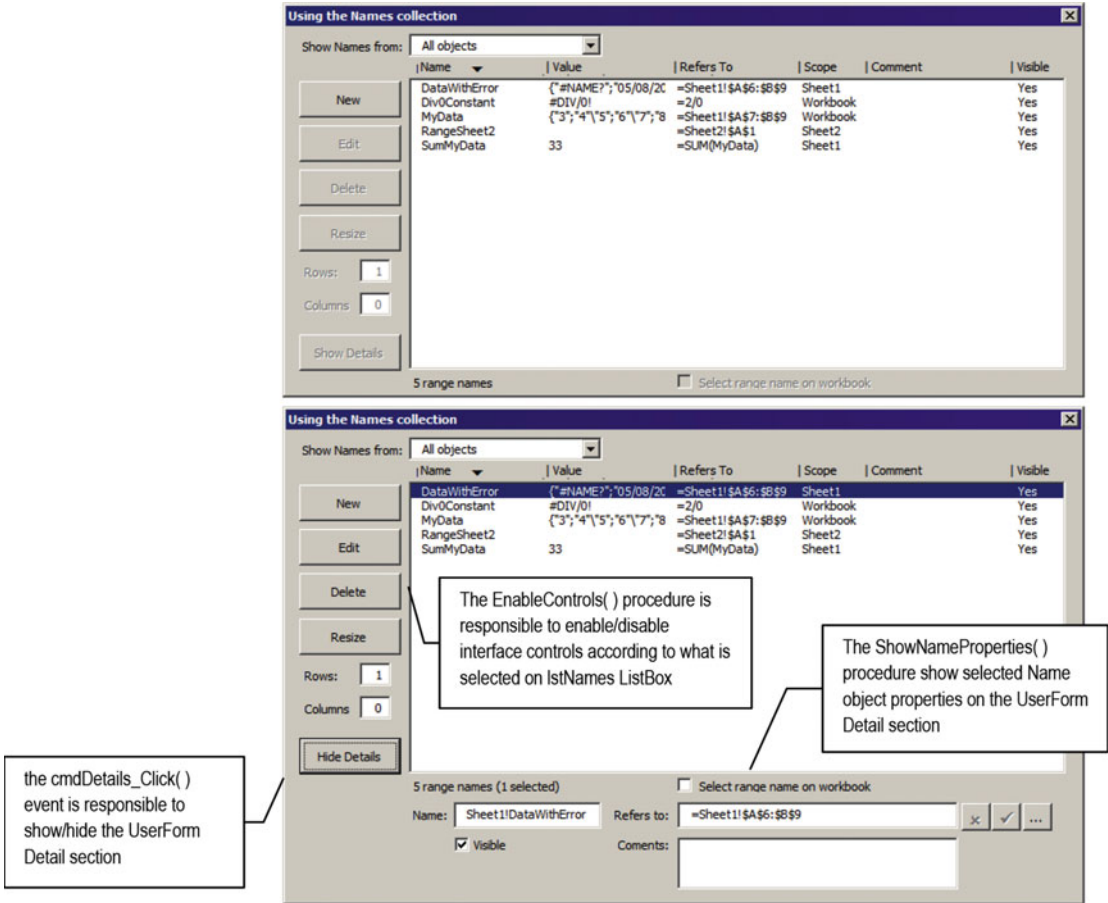 Using the Names collection
Show Names from: All objects
|Name | Value | Refers To | Scope | Comment | Visible
DataWithError {"#NAME?";"05/08/20 =Sheet1!$A$6:$B$9 Sheet1 Yes
Div0Constant #DIV/0! =2/0 Workbook Yes
MyData {"3";"4"\"5";"6"\"7";"8 =Sheet1!$A$7:$B$9 Workbook Yes
RangeSheet2 =Sheet2!$A$1 Sheet2 Yes
SumMyData 33 =SUM(MyData) Sheet1 Yes
New
Edit
Delete
Resize
Rows: 1
Columns 0
Show Details
5 range names
Select range name on workbook
Using the Names collection
Show Names from: All objects
|Name | Value | Refers To | Scope | Comment | Visible
DataWithError {"#NAME?";"05/08/20 =Sheet1!$A$6:$B$9 Sheet1 Yes
Div0Constant #DIV/0! =2/0 Workbook Yes
MyData {"3";"4"\"5";"6"\"7";"8 =Sheet1!$A$7:$B$9 Workbook Yes
RangeSheet2 =Sheet2!$A$1 Sheet2 Yes
SumMyData 33 =SUM(MyData) Sheet1 Yes
New
Edit
Delete
Resize
Rows: 1
Columns 0
Hide Details
The EnableControls( ) procedure is
responsible to enable/disable
interface controls according to what is
selected on lstNames ListBox
The ShowNameProperties( )
procedure show selected Name
object properties on the UserForm
Detail section
the cmdDetails_Click( )
event is responsible to
show/hide the UserForm
Detail section
5 range names (1 selected)
Select range name on workbook
Name: Sheet1!DataWithError Refers to: =Sheet1!$A$6:$B$9 ...
Visible Coments: